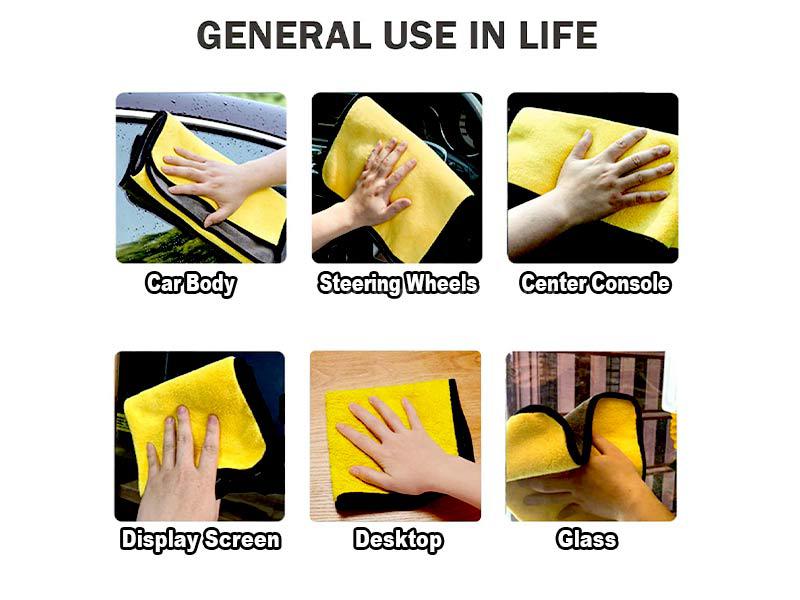 GENERAL USE IN LIFE
Car Body
Steering Wheels
Center Console
Display Screen
Desktop
Glass